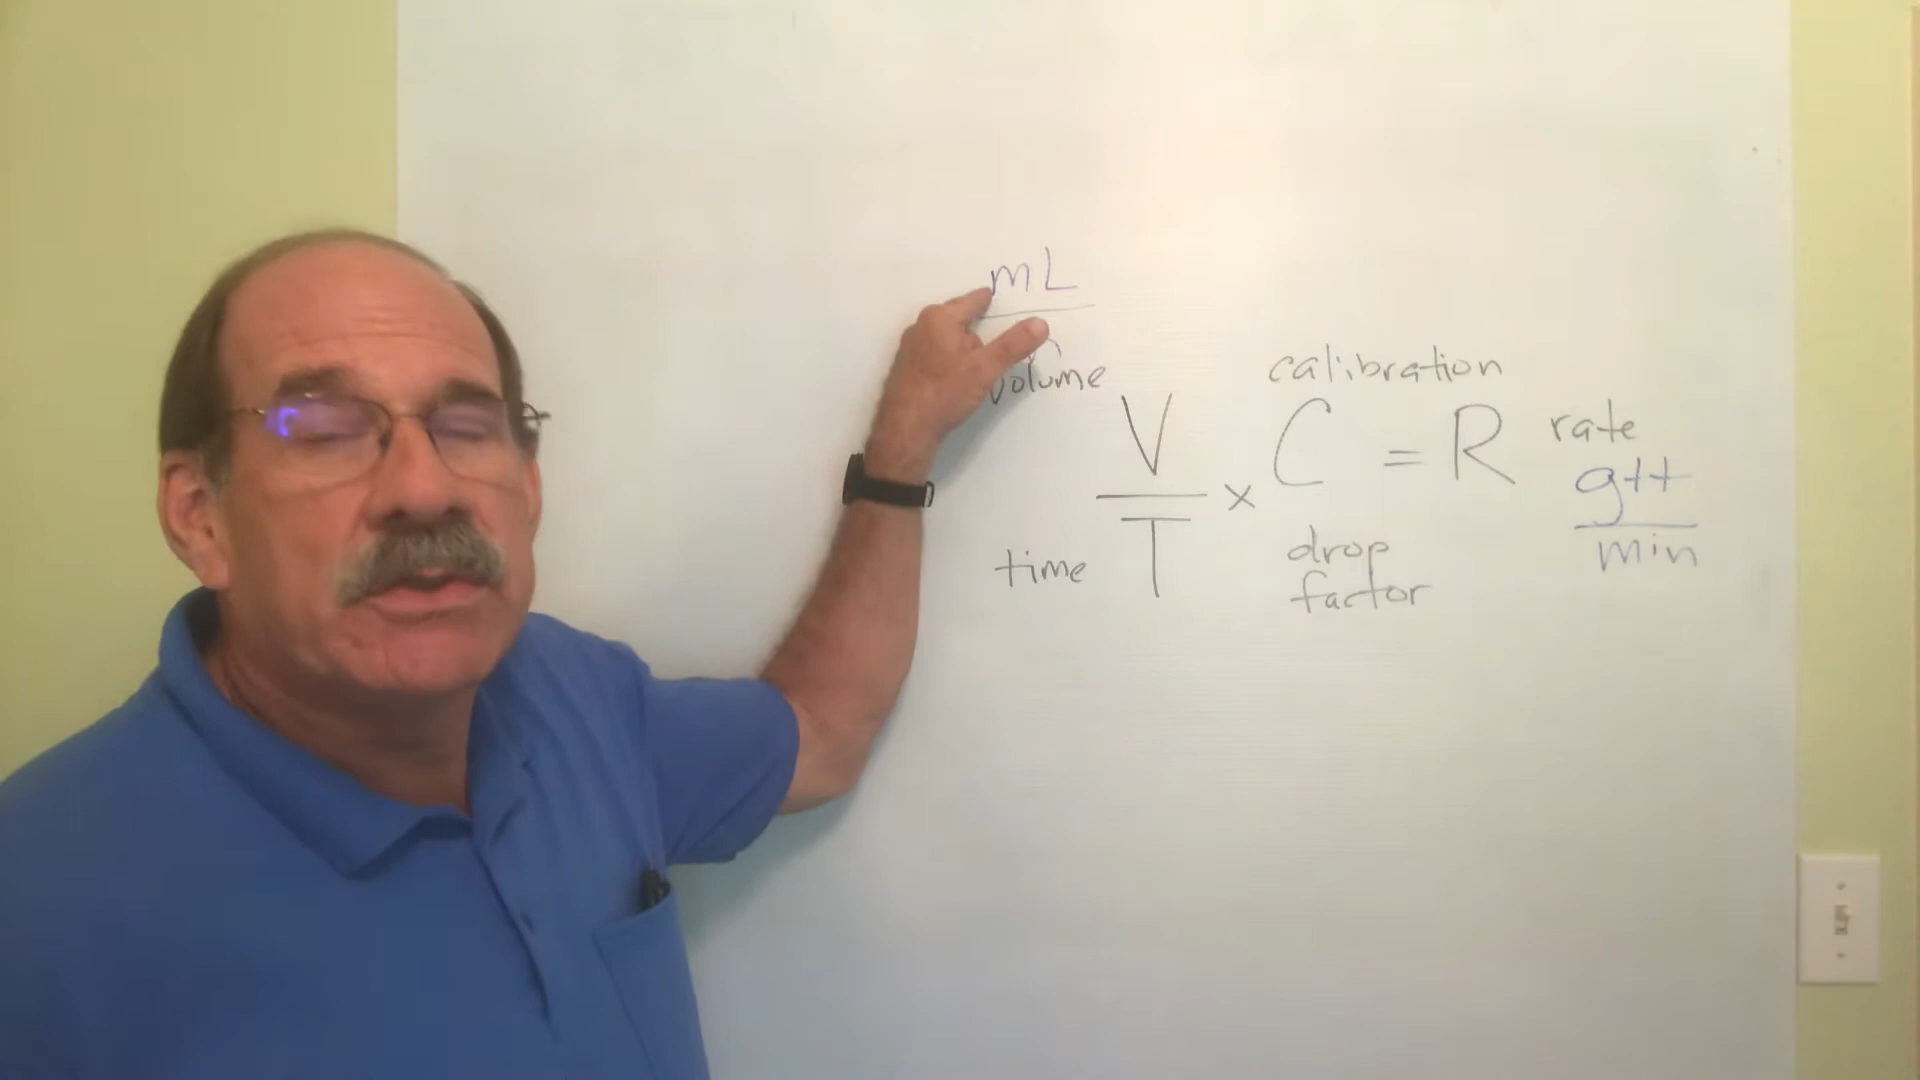 mL
volume
calibration
V
T
x C = R
rate
gtt
min
time
drop
factor